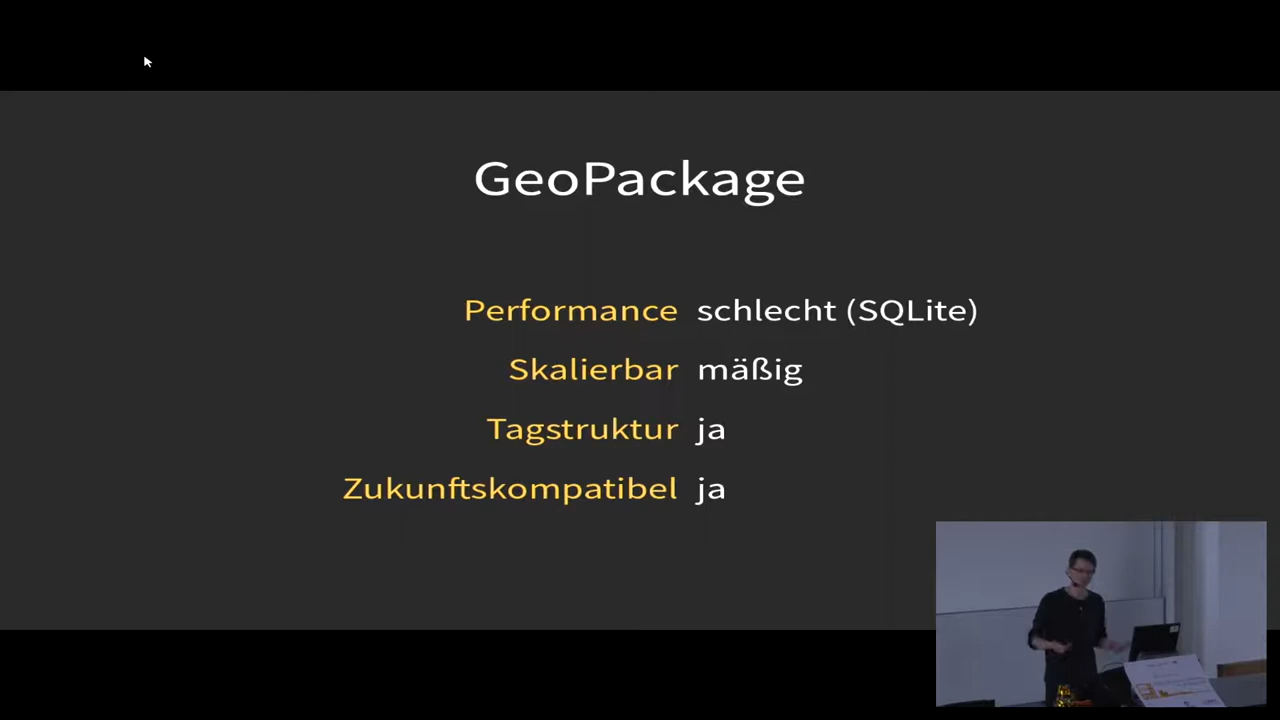 GeoPackage
Performance schlecht (SQLite)
Skalierbar mäßig
Tagstruktur ja
Zukunftskompatibel ja